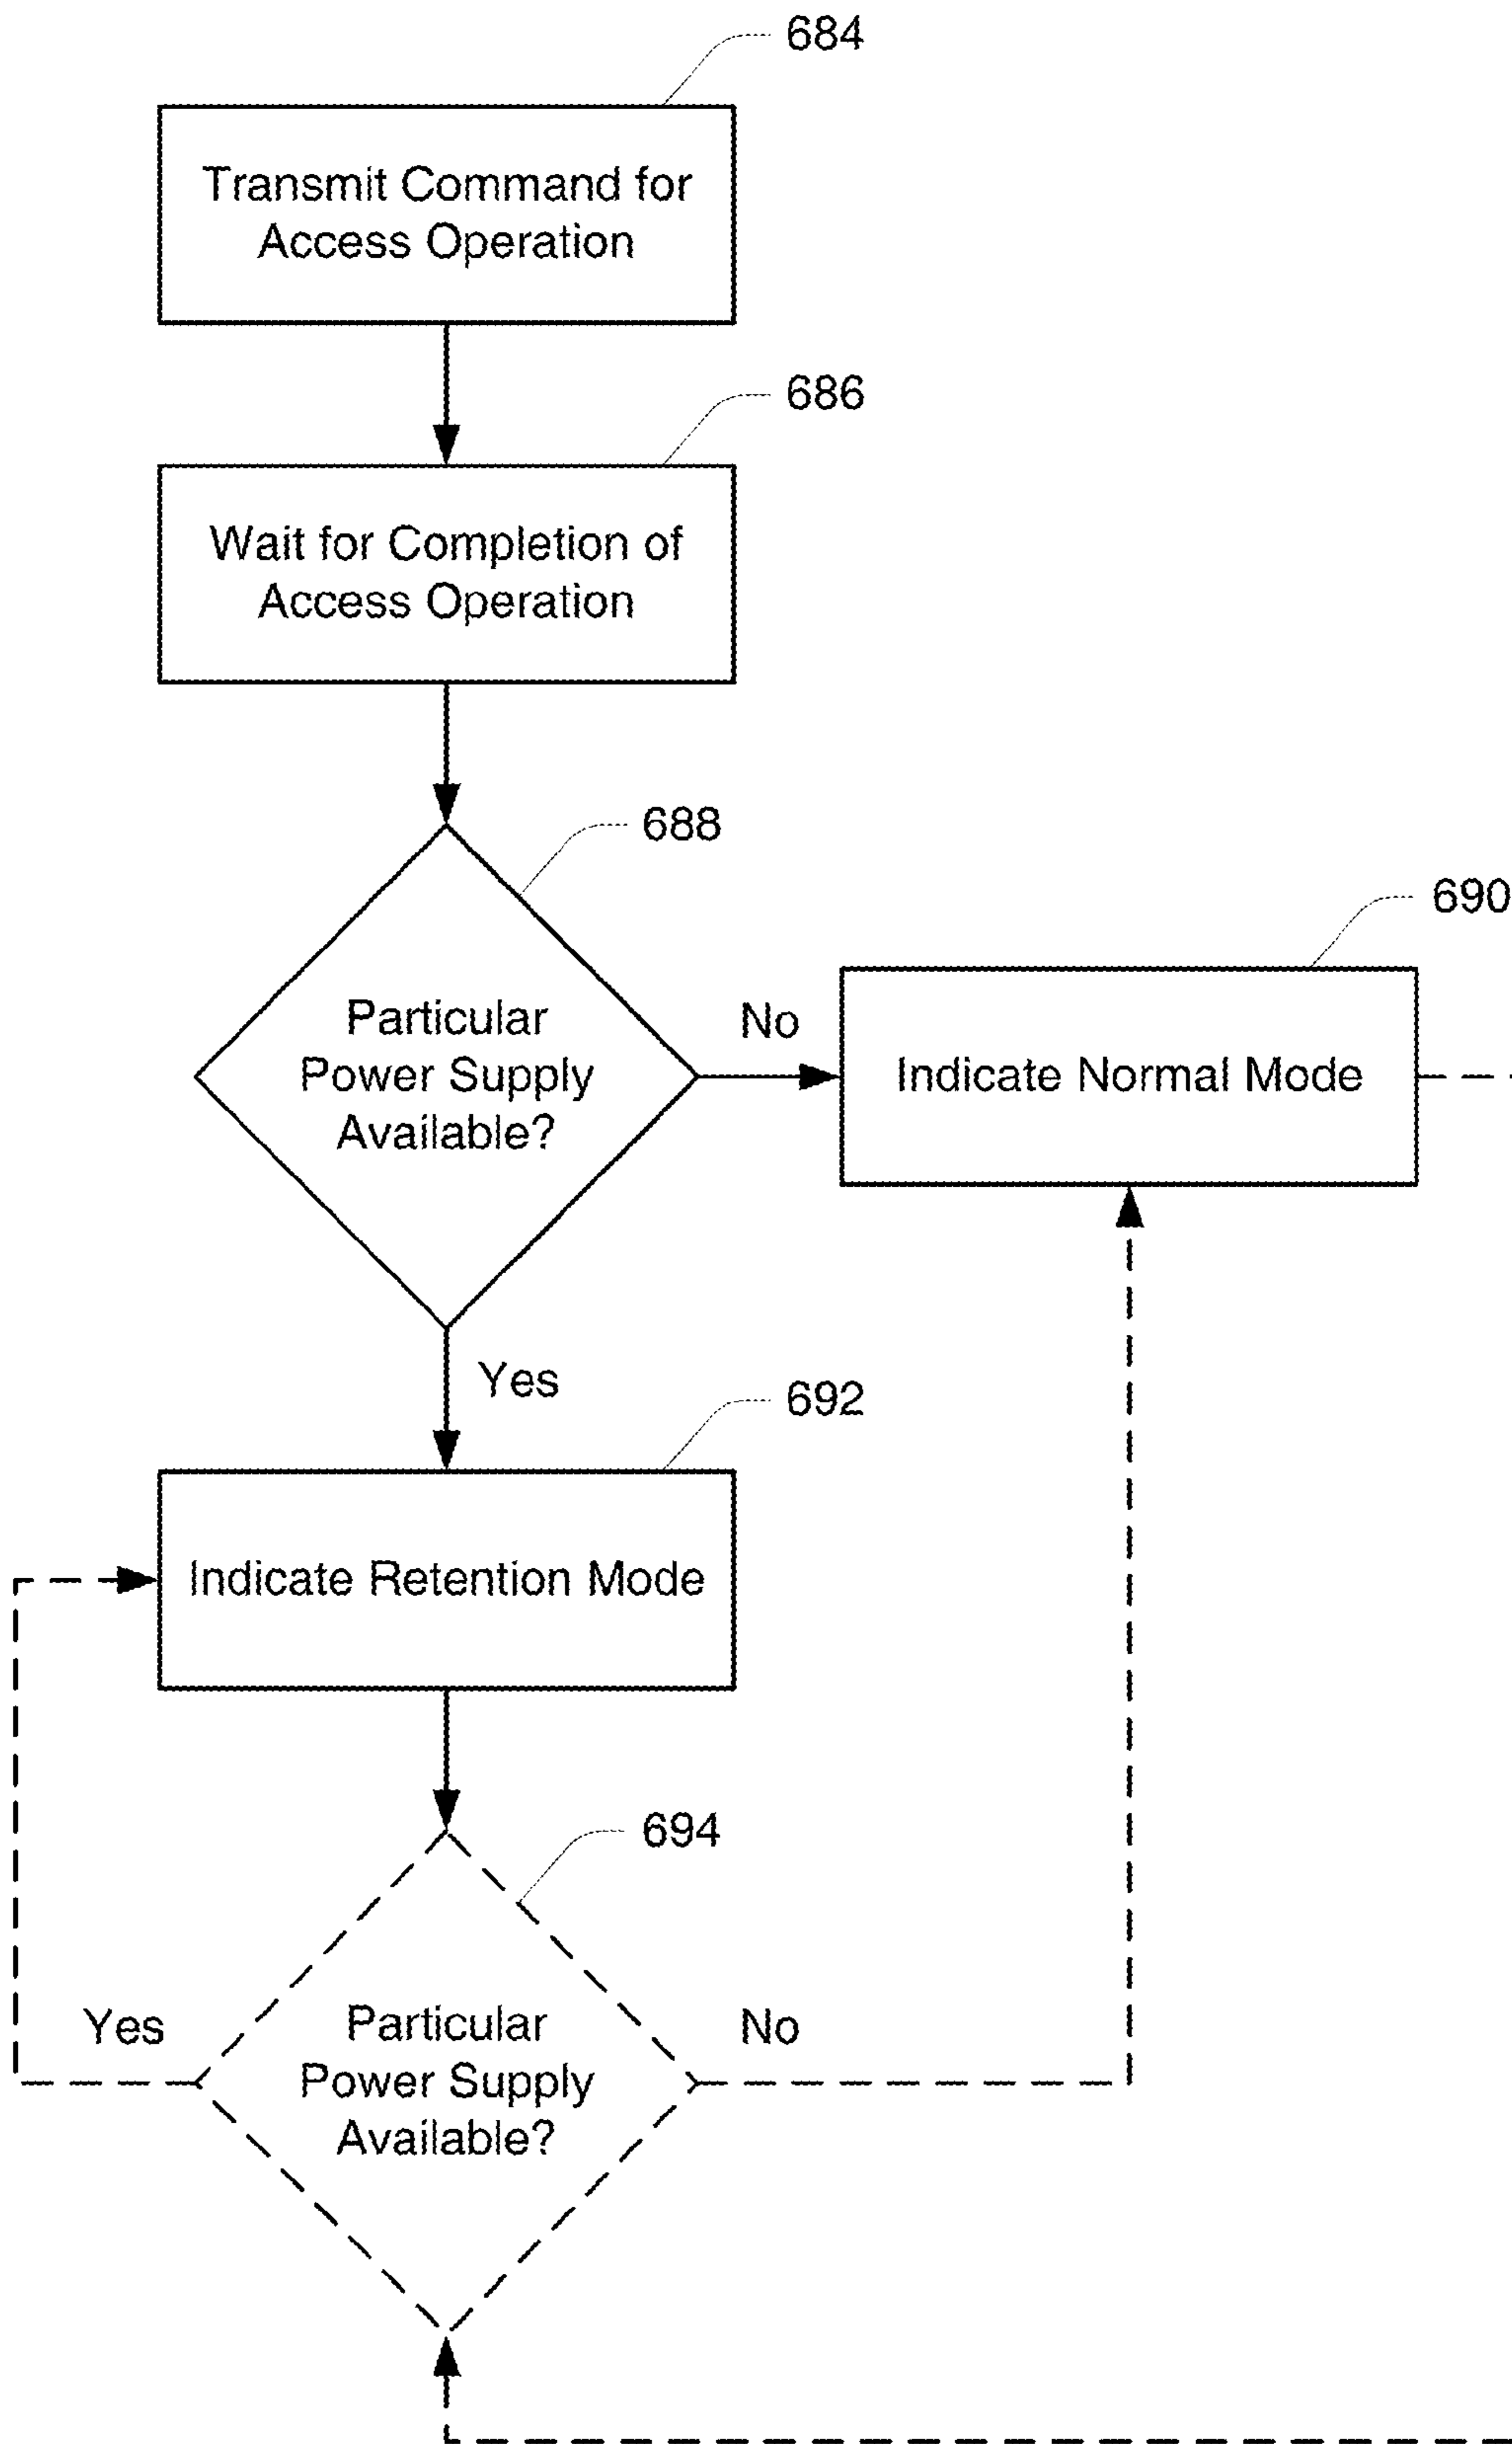 684
Transmit Command for
Access Operation
686
Wait for Completion of
Access Operation
688
Particular
Power Supply
Available?
No
690
Indicate Normal Mode
Yes
692
Indicate Retention Mode
694
Particular
Power Supply
Available?
Yes
No